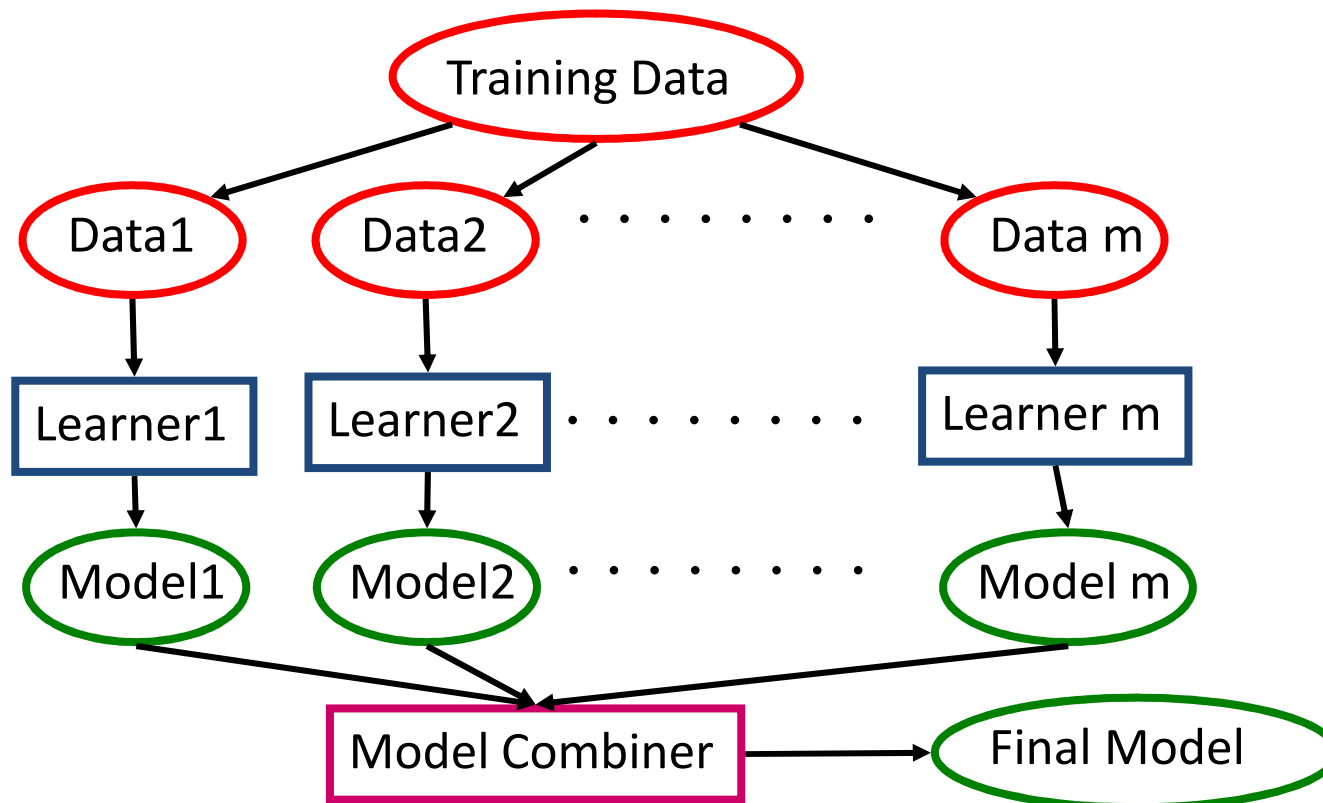 Training Data
Data1
Data2
. . . . . . . .
Data m
Learner1
Learner2
. . . . . . . .
Learner m
Model1
Model2
. . . . . . . .
Model m
Model Combiner
Final Model